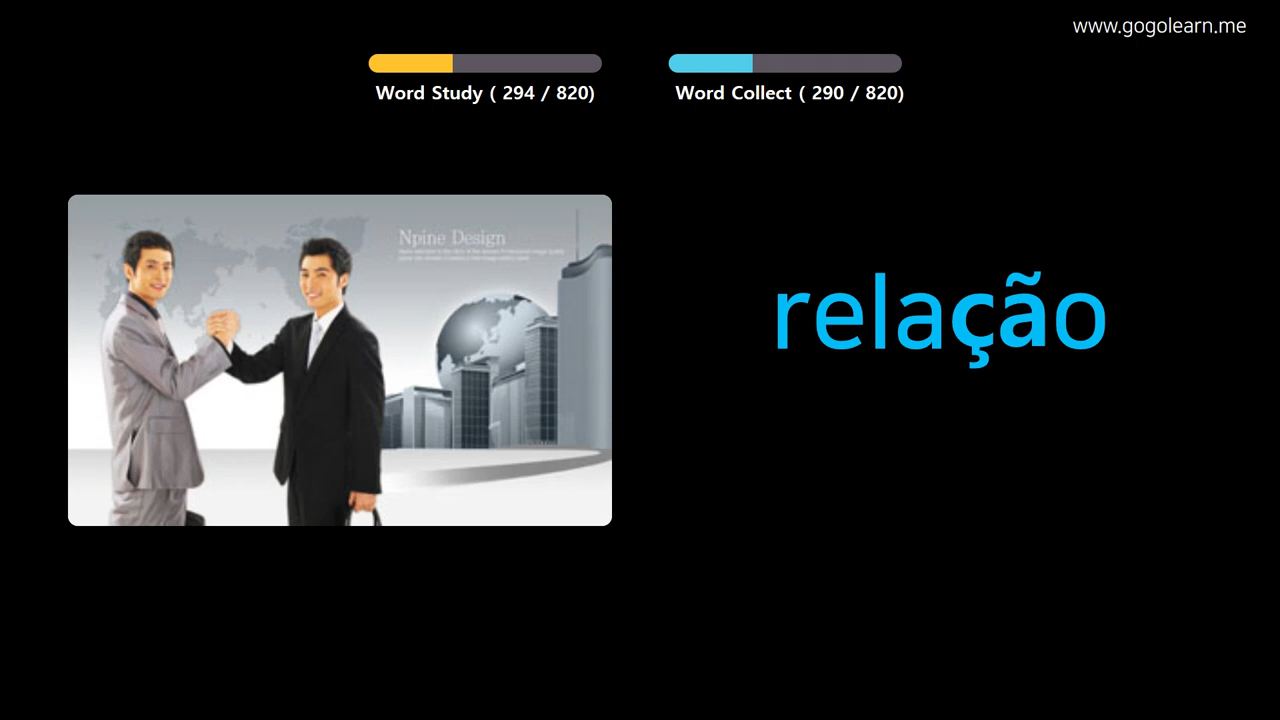 www.gogolearn.me
Word Study ( 294 / 820)
Word Collect ( 290 / 820)
Npine Design
relação